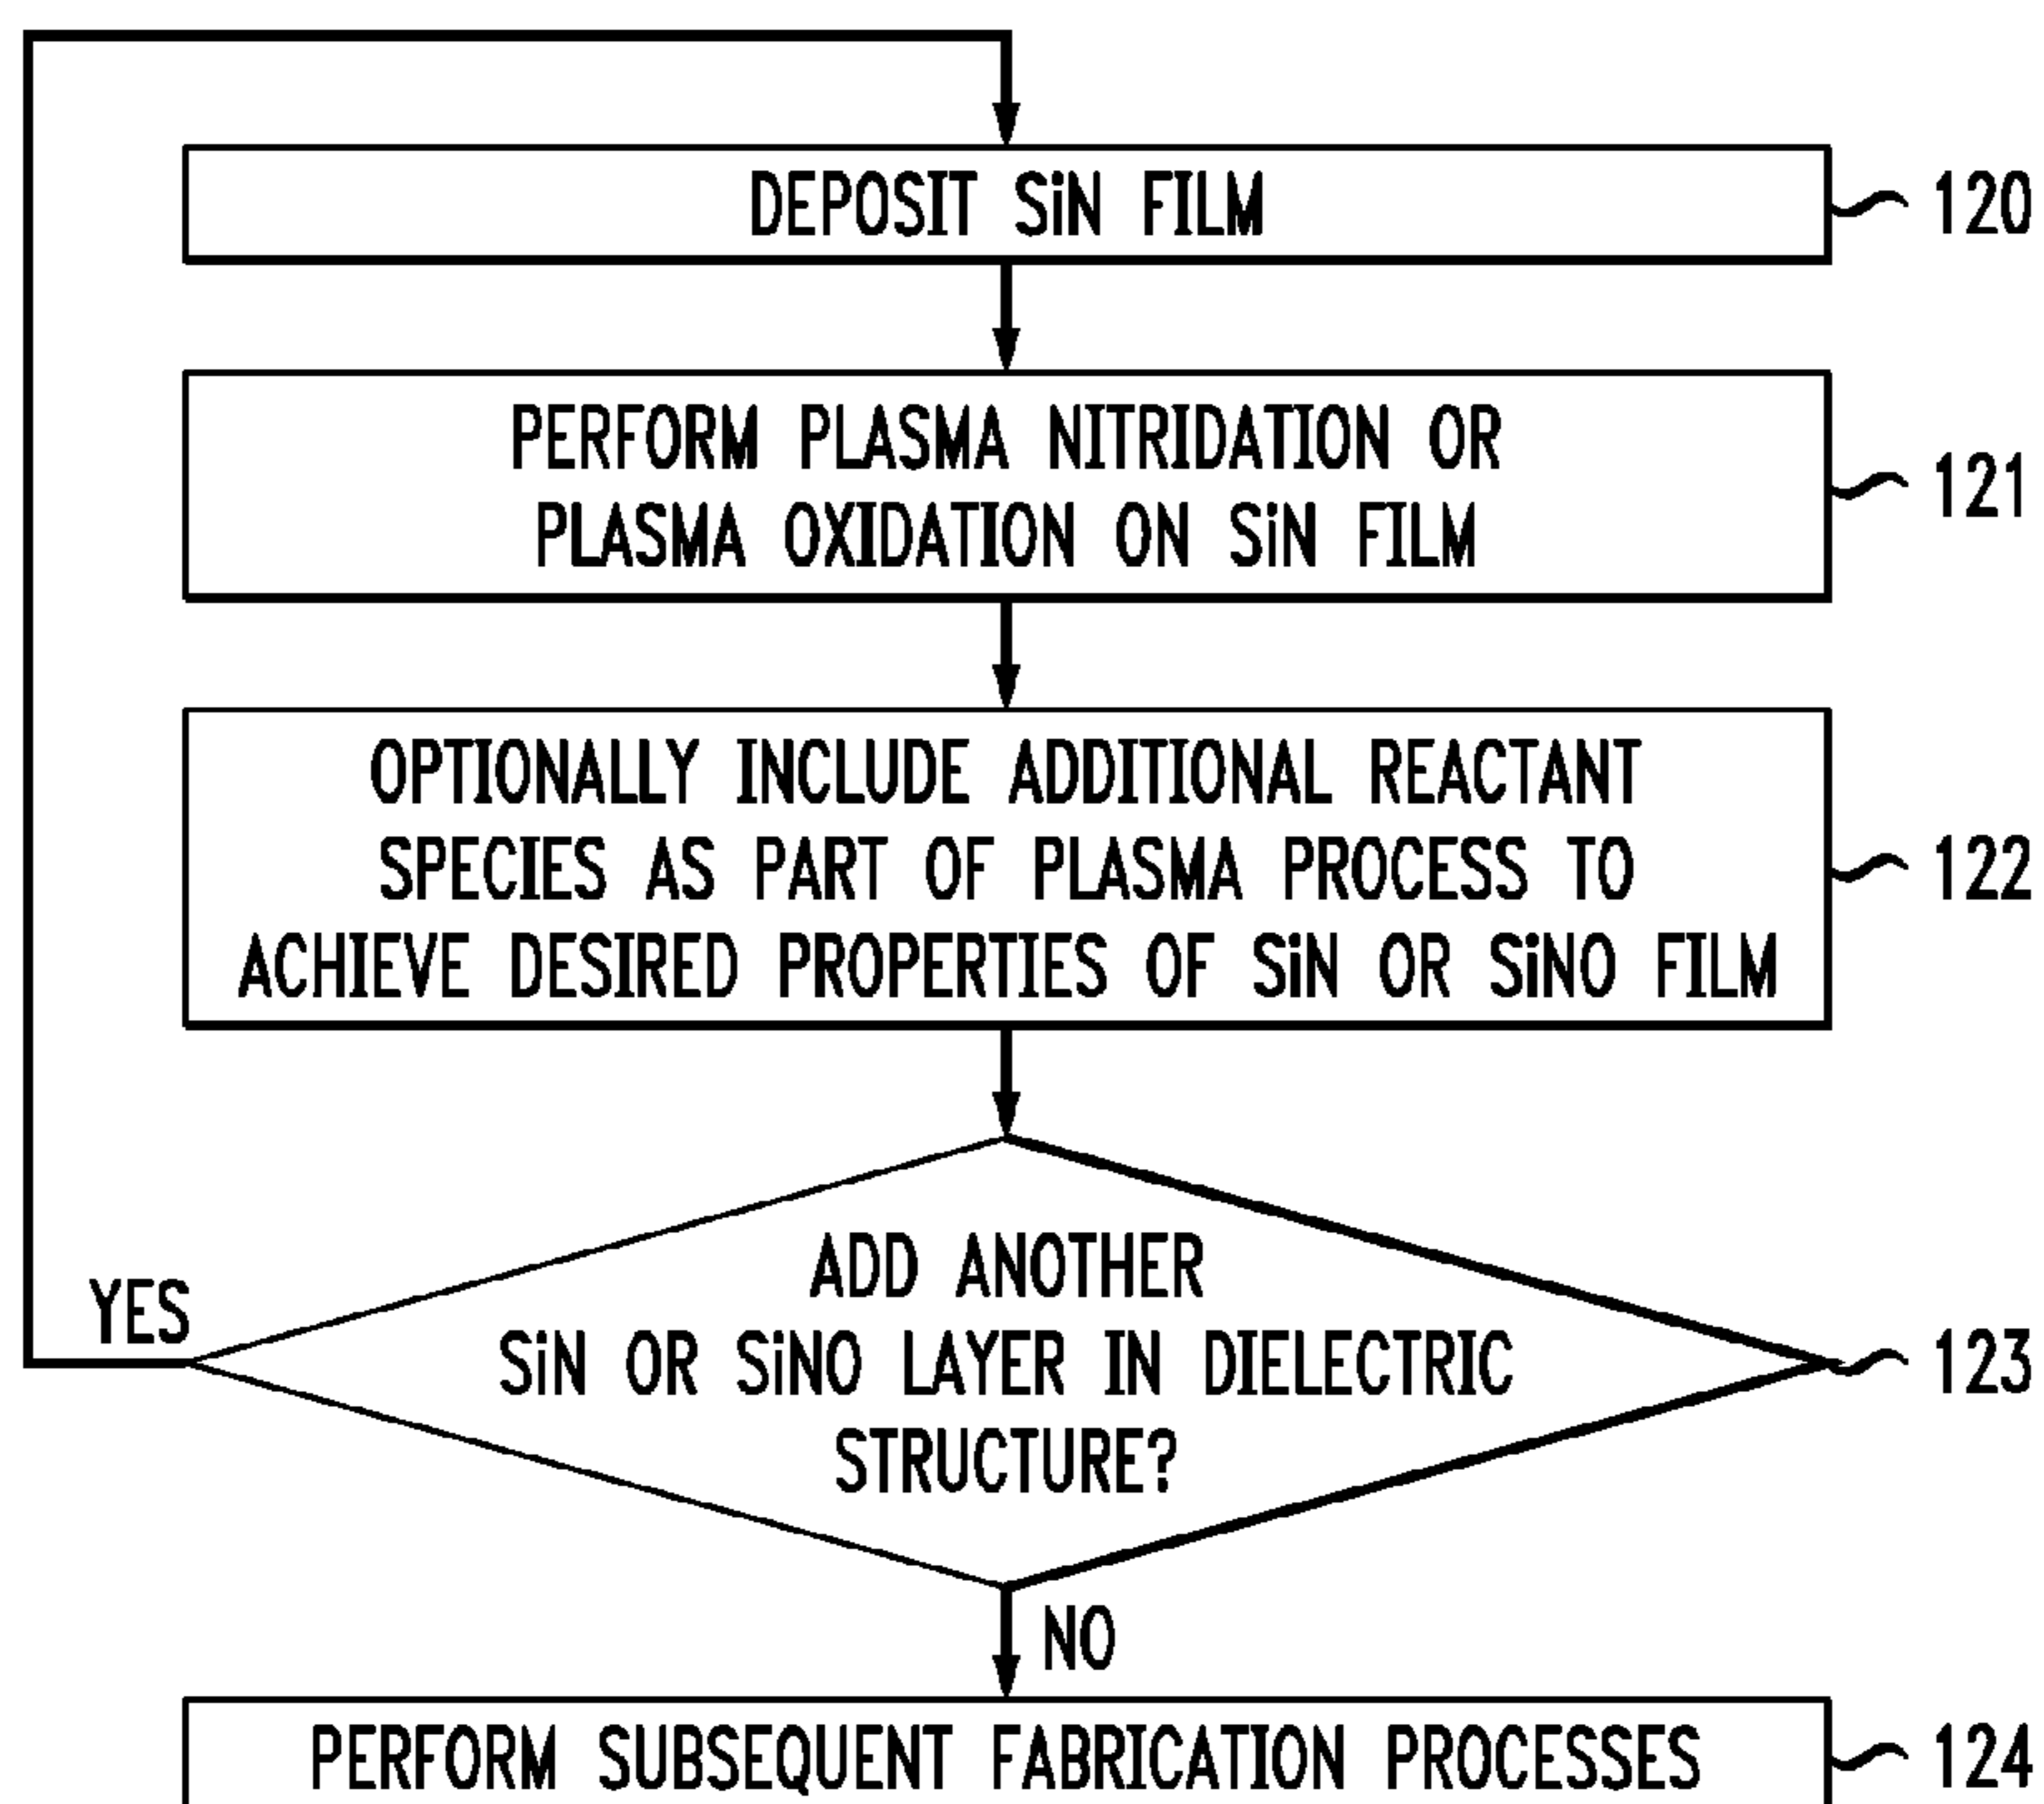 DEPOSIT SiN FILM
120
PERFORM PLASMA NITRIDATION OR
PLASMA OXIDATION ON SiN FILM
121
OPTIONALLY INCLUDE ADDITIONAL REACTANT
SPECIES AS PART OF PLASMA PROCESS TO
ACHIEVE DESIRED PROPERTIES OF SiN OR SiNO FILM
122
ADD ANOTHER
SiN OR SiNO LAYER IN DIELECTRIC
STRUCTURE?
123
YES
NO
PERFORM SUBSEQUENT FABRICATION PROCESSES
124